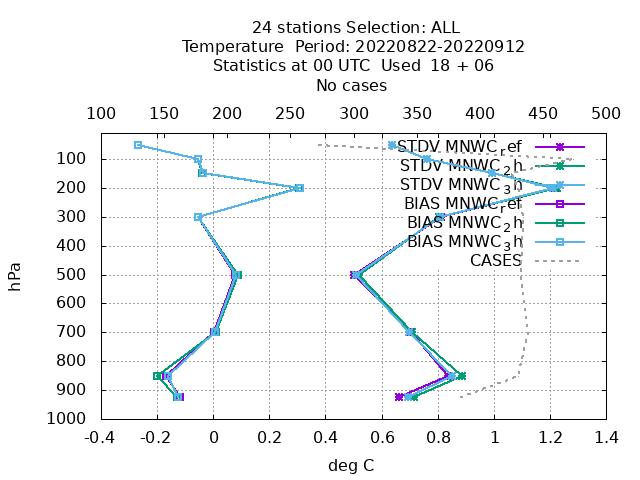 24 stations Selection: ALL
Temperature  Period: 20220822-20220912
Statistics at 00 UTC  Used  18 + 06
No cases
100 150 200 250 300 350 400 450 500
STDV MNWC_ref
STDV MNWC_2h
STDV MNWC_3h
BIAS MNWC_ref
BIAS MNWC_2h
BIAS MNWC_3h
CASES
100
200
300
400
500
600
700
800
900
1000
hPa
-0.4 -0.2 0 0.2 0.4 0.6 0.8 1 1.2 1.4
deg C